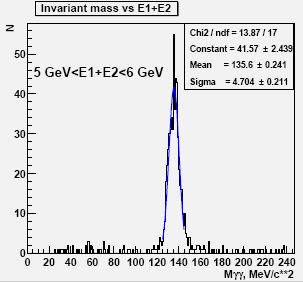 Invariant mass vs E1+E2
Chi2 / ndf = 13.87 / 17
Constant = 41.57 ± 2.439
Mean = 135.6 ± 0.241
Sigma = 4.704 ± 0.211
5 GeV<E1+E2<6 GeV
N
50
40
30
20
10
0
0 20 40 60 80 100 120 140 160 180 200 220 240
Mγγ, MeV/c**2